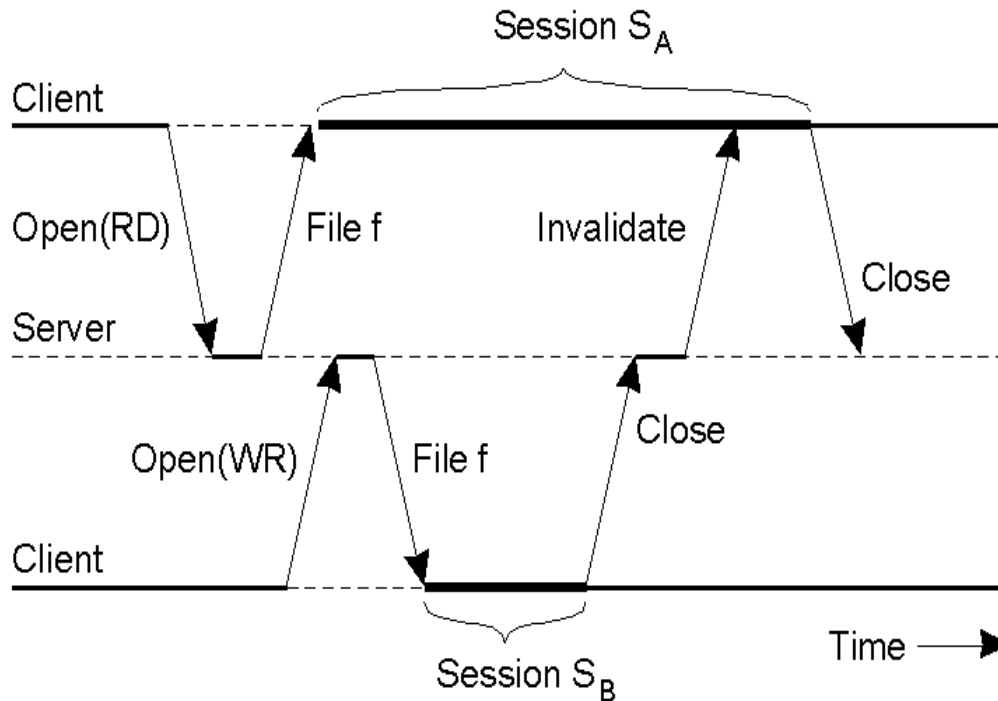 Session S_A
Client
Open(RD)
File f
Invalidate
Close
Server
Open(WR)
File f
Close
Client
Time
Session S_B